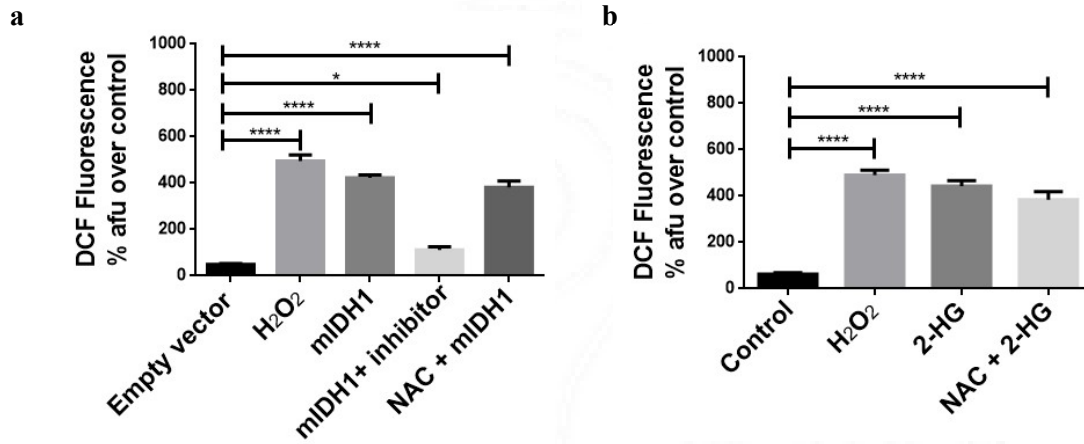 a
DCF Fluorescence
% afu over control
1000
800
600
400
200
0
****
*
****
****
Empty vector
H2O2
mIDH1
mIDH1+ inhibitor
NAC + mIDH1
b
DCF Fluorescence
% afu over control
1000
800
600
400
200
0
****
****
****
Control
H2O2
2-HG
NAC + 2-HG